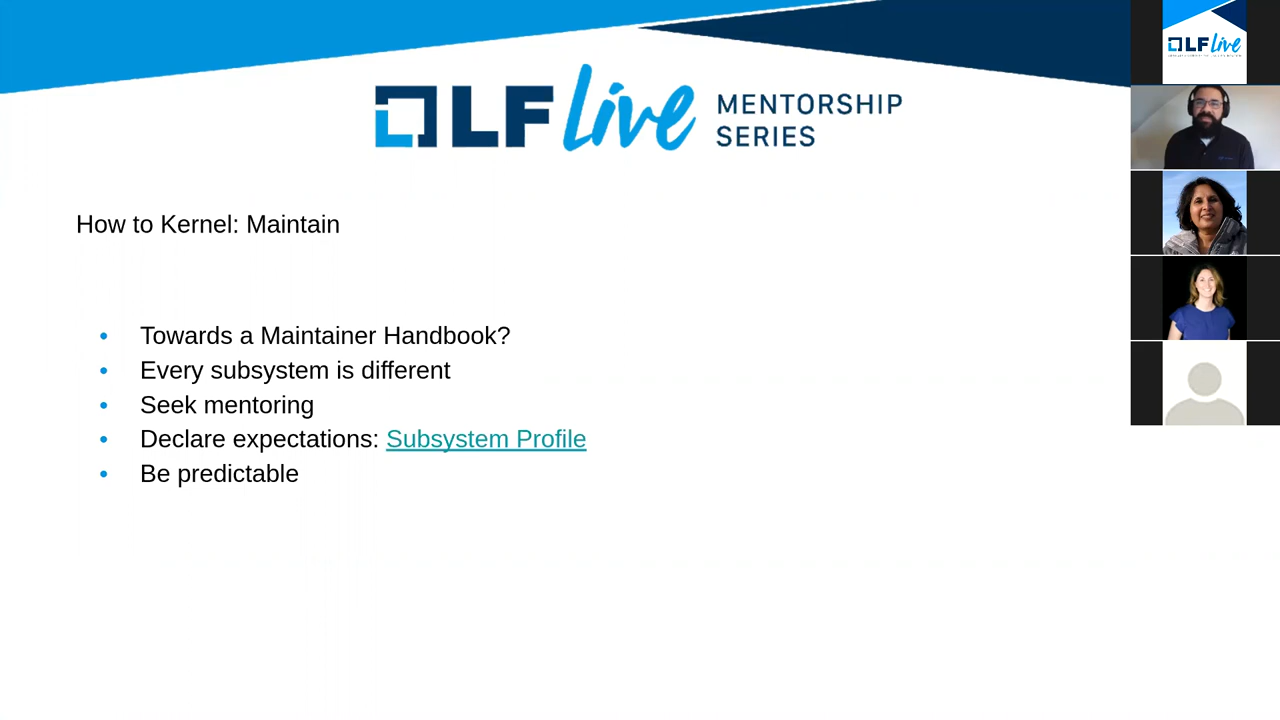 LF Live MENTORSHIP
SERIES
LF Live
How to Kernel: Maintain
• Towards a Maintainer Handbook?
• Every subsystem is different
• Seek mentoring
• Declare expectations: Subsystem Profile
• Be predictable